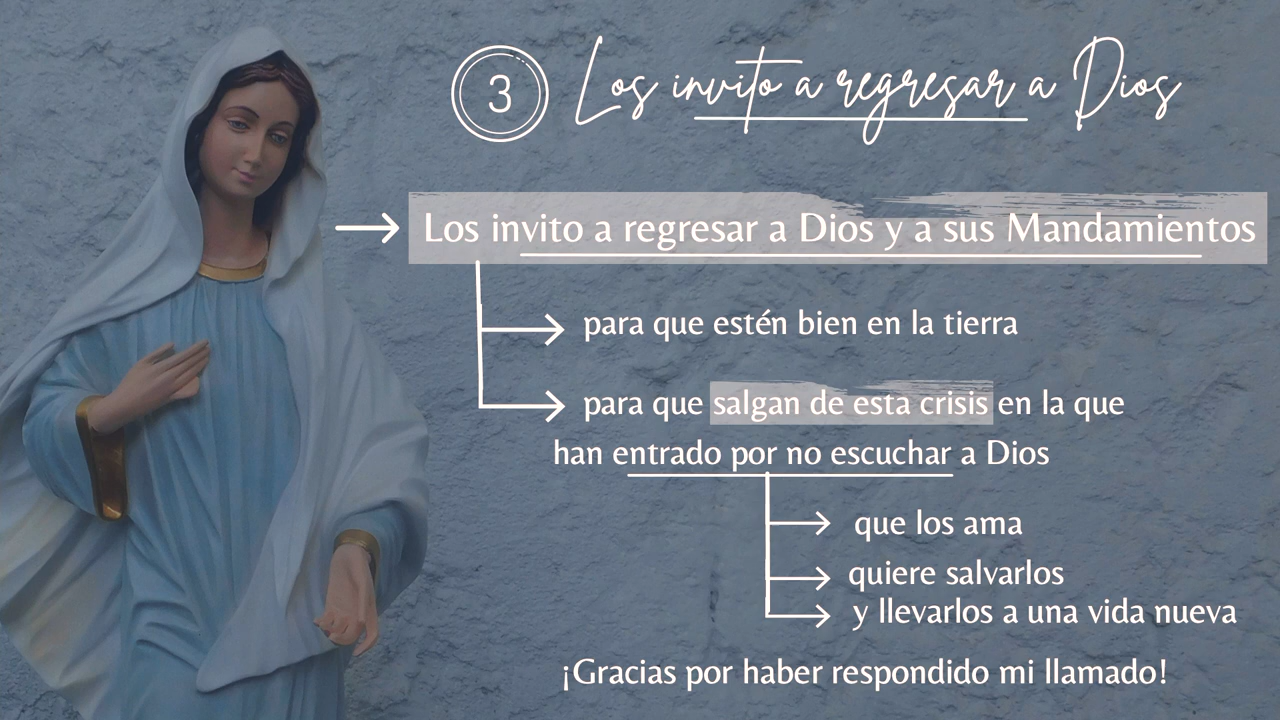 3 Los invito a regresar a Dios
Los invito a regresar a Dios y a sus Mandamientos
para que estén bien en la tierra
para que salgan de esta crisis en la que
han entrado por no escuchar a Dios
que los ama
quiere salvarlos
y llevarlos a una vida nueva
¡Gracias por haber respondido mi llamado!